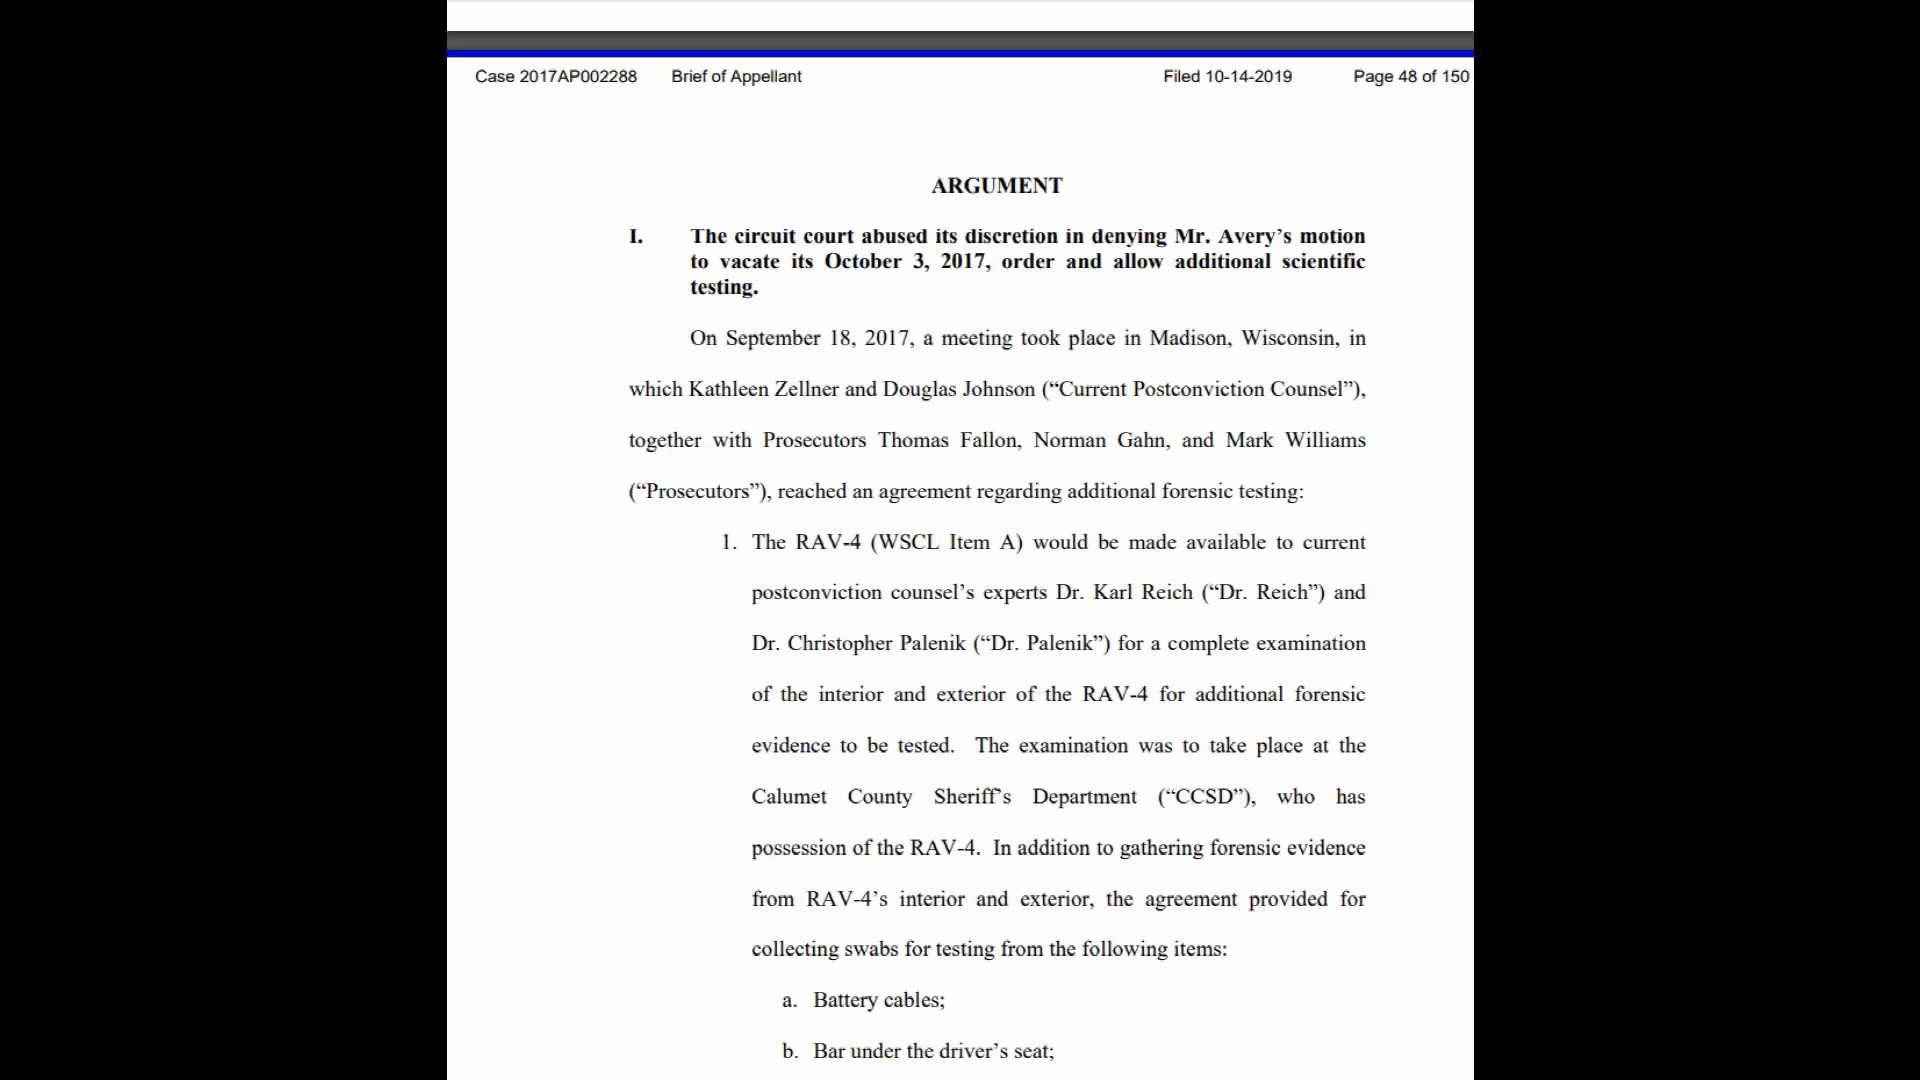 Case 2017AP002288 Brief of Appellant Filed 10-14-2019 Page 48 of 150
ARGUMENT
I. The circuit court abused its discretion in denying Mr. Avery’s motion
to vacate its October 3, 2017, order and allow additional scientific
testing.
On September 18, 2017, a meeting took place in Madison, Wisconsin, in
which Kathleen Zellner and Douglas Johnson (“Current Postconviction Counsel”),
together with Prosecutors Thomas Fallon, Norman Gahn, and Mark Williams
(“Prosecutors”), reached an agreement regarding additional forensic testing:
1. The RAV-4 (WSCL Item A) would be made available to current
postconviction counsel’s experts Dr. Karl Reich (“Dr. Reich”) and
Dr. Christopher Palenik (“Dr. Palenik”) for a complete examination
of the interior and exterior of the RAV-4 for additional forensic
evidence to be tested. The examination was to take place at the
Calumet County Sheriff’s Department (“CCSD”), who has
possession of the RAV-4. In addition to gathering forensic evidence
from RAV-4’s interior and exterior, the agreement provided for
collecting swabs for testing from the following items:
a. Battery cables;
b. Bar under the driver’s seat;